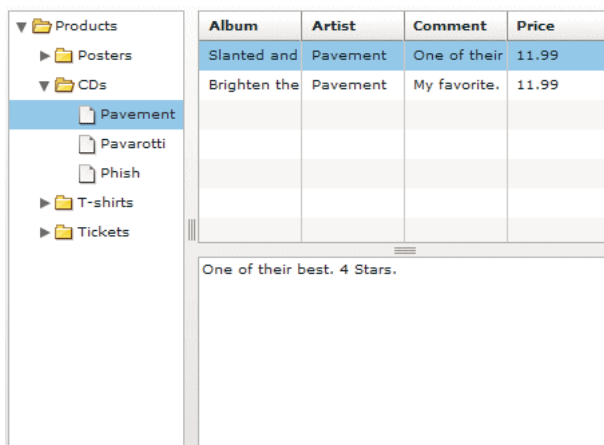 Products
Posters
CDs
Pavement
Pavarotti
Phish
T-shirts
Tickets
Album Artist Comment Price
Slanted and Pavement One of their 11.99
Brighten the Pavement My favorite. 11.99
One of their best. 4 Stars.